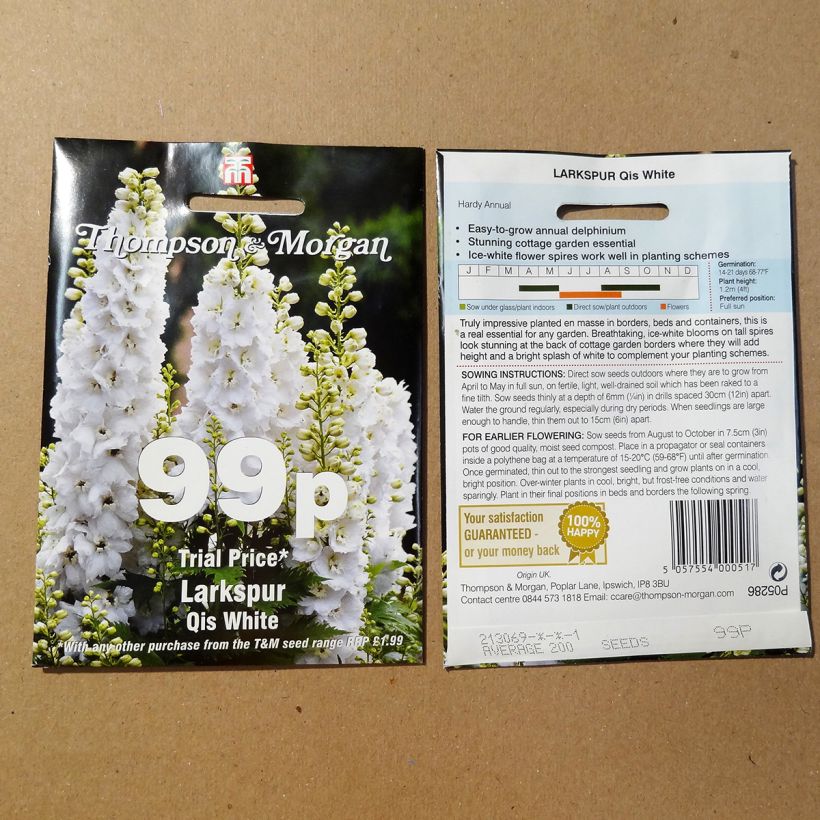 Thompson & Morgan
99p
Trial Price*
Larkspur
Qis White
*With any other purchase from the T&M seed range RRP £1.99
LARKSPUR Qis White
Hardy Annual
• Easy-to-grow annual delphinium
• Stunning cottage garden essential
• Ice-white flower spires work well in planting schemes
J F M A M J J A S O N D
Sow under glass/plant indoors Direct sow/plant outdoors Flowers
Germination:
14-21 days 68-77°F
Plant height:
1.2m (4ft)
Preferred position:
Full sun
Truly impressive planted en masse in borders, beds and containers, this is
a real essential for any garden. Breathtaking, ice-white blooms on tall spires
look stunning at the back of cottage garden borders where they will add
height and a bright splash of white to complement your planting schemes.
SOWING INSTRUCTIONS: Direct sow seeds outdoors where they are to grow from
April to May in full sun, on fertile, light, well-drained soil which has been raked to a
fine tilth. Sow seeds thinly at a depth of 6mm (¼in) in drills spaced 30cm (12in) apart.
Water the ground regularly, especially during dry periods. When seedlings are large
enough to handle, thin them out to 15cm (6in) apart.
FOR EARLIER FLOWERING: Sow seeds from August to October in 7.5cm (3in)
pots of good quality, moist seed compost. Place in a propagator or seal containers
inside a polythene bag at a temperature of 15-20°C (59-68°F) until after germination.
Once germinated, thin out to the strongest seedling and grow plants on in a cool,
bright position. Over-winter plants in cool, bright, but frost-free conditions and water
sparingly. Plant in their final positions in beds and borders the following spring.
Your satisfaction
GUARANTEED -
or your money back
100%
HAPPY
5 057554 000517
P05286
Origin UK.
Thompson & Morgan, Poplar Lane, Ipswich, IP8 3BU
Contact centre 0844 573 1818 Email: ccare@thompson-morgan.com
213069-*-*-1
AVERAGE 200 SEEDS 99P